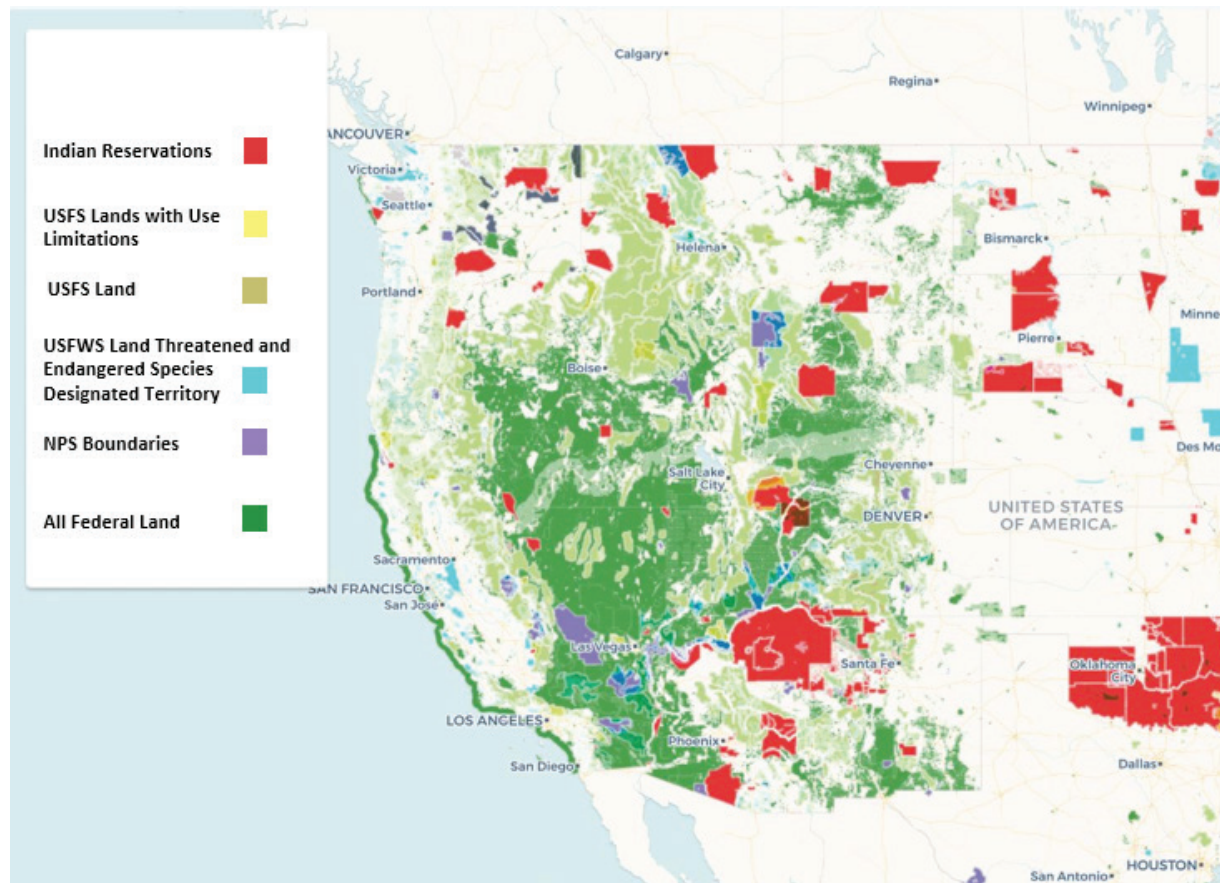 Indian Reservations
USFS Lands with Use
Limitations
USFS Land
USFWS Land Threatened and
Endangered Species
Designated Territory
NPS Boundaries
All Federal Land
Calgary
Regina
Winnipeg
ANCOUVER
Victoria
Seattle
Helena
Bismarck
Portland
Minne
Pierre
Boise
Des Mo
Salt Lake
City
Cheyenne
UNITED STATES
OF AMERICA
DENVER
Sacramento
SAN FRANCISCO
San José
Las Vegas
Santa Fe
Oklahoma
City
LOS ANGELES
Phoenix
San Diego
Dallas
HOUSTON
San Antonio